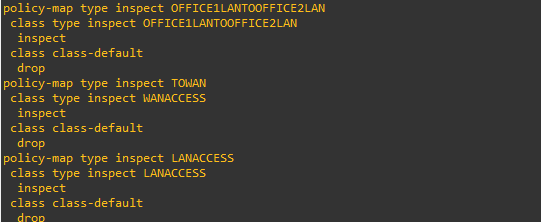 policy-map type inspect OFFICE1LANTOOFFICE2LAN
class type inspect OFFICE1LANTOOFFICE2LAN
inspect
class class-default
drop
policy-map type inspect TOWAN
class type inspect WANACCESS
inspect
class class-default
drop
policy-map type inspect LANACCESS
class type inspect LANACCESS
inspect
class class-default
drop